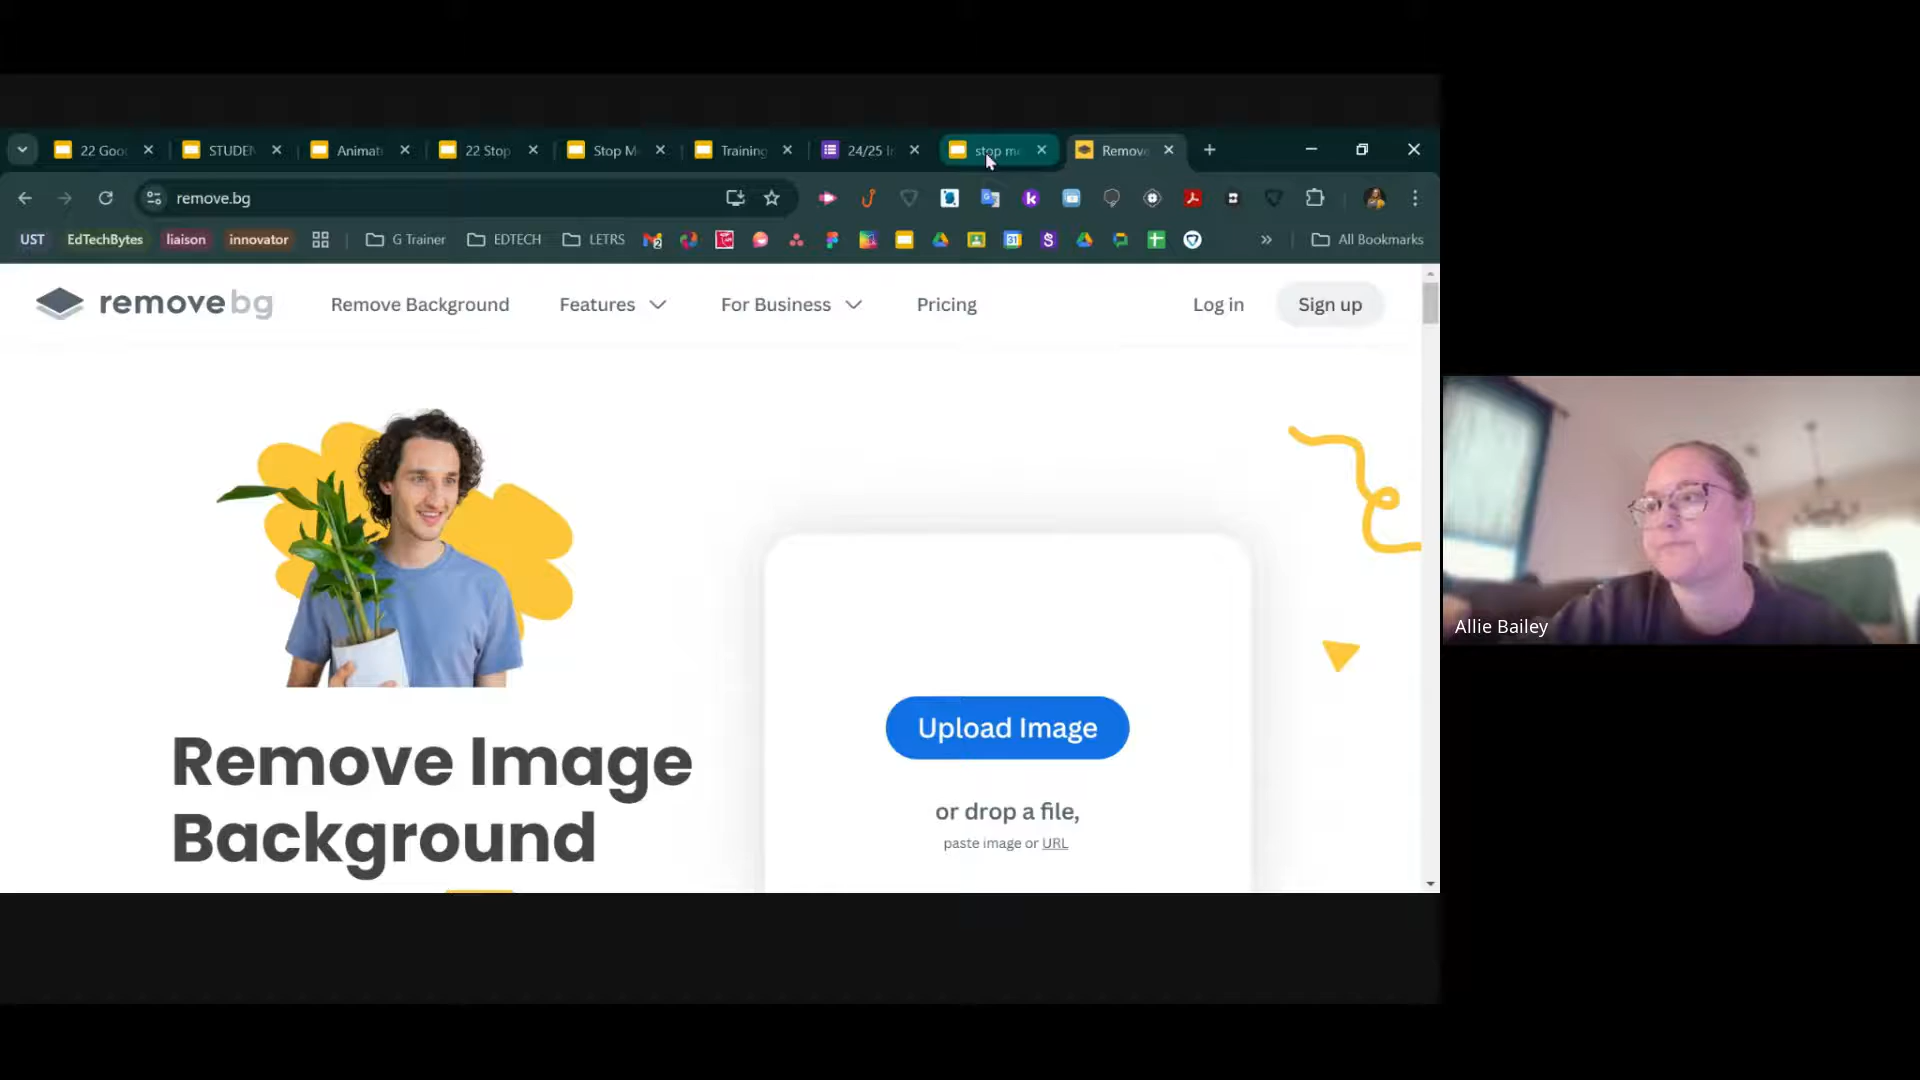 22 Goo STUDEN Animati 22 Stop Stop M Training 24/25 I stop mo Remove
remove.bg
UST EdTechBytes liaison innovator G Trainer EDTECH LETRS All Bookmarks
removebg Remove Background Features For Business Pricing Log in Sign up
Remove Image
Background
Upload Image
or drop a file,
paste image or URL
Allie Bailey